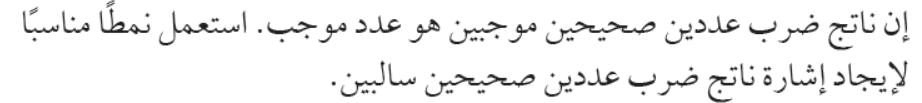 إن ناتج ضرب عددين صحيحين موجبين هو عدد موجب. استعمل نمطًا مناسبًا
لإيجاد إشارة ناتج ضرب عددين صحيحين سالبين.